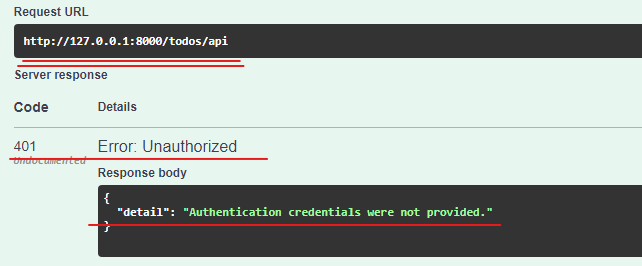 Request URL
http://127.0.0.1:8000/todos/api
Server response
Code Details
401 Error: Unauthorized
Undocumented
Response body
{
"detail": "Authentication credentials were not provided."
}